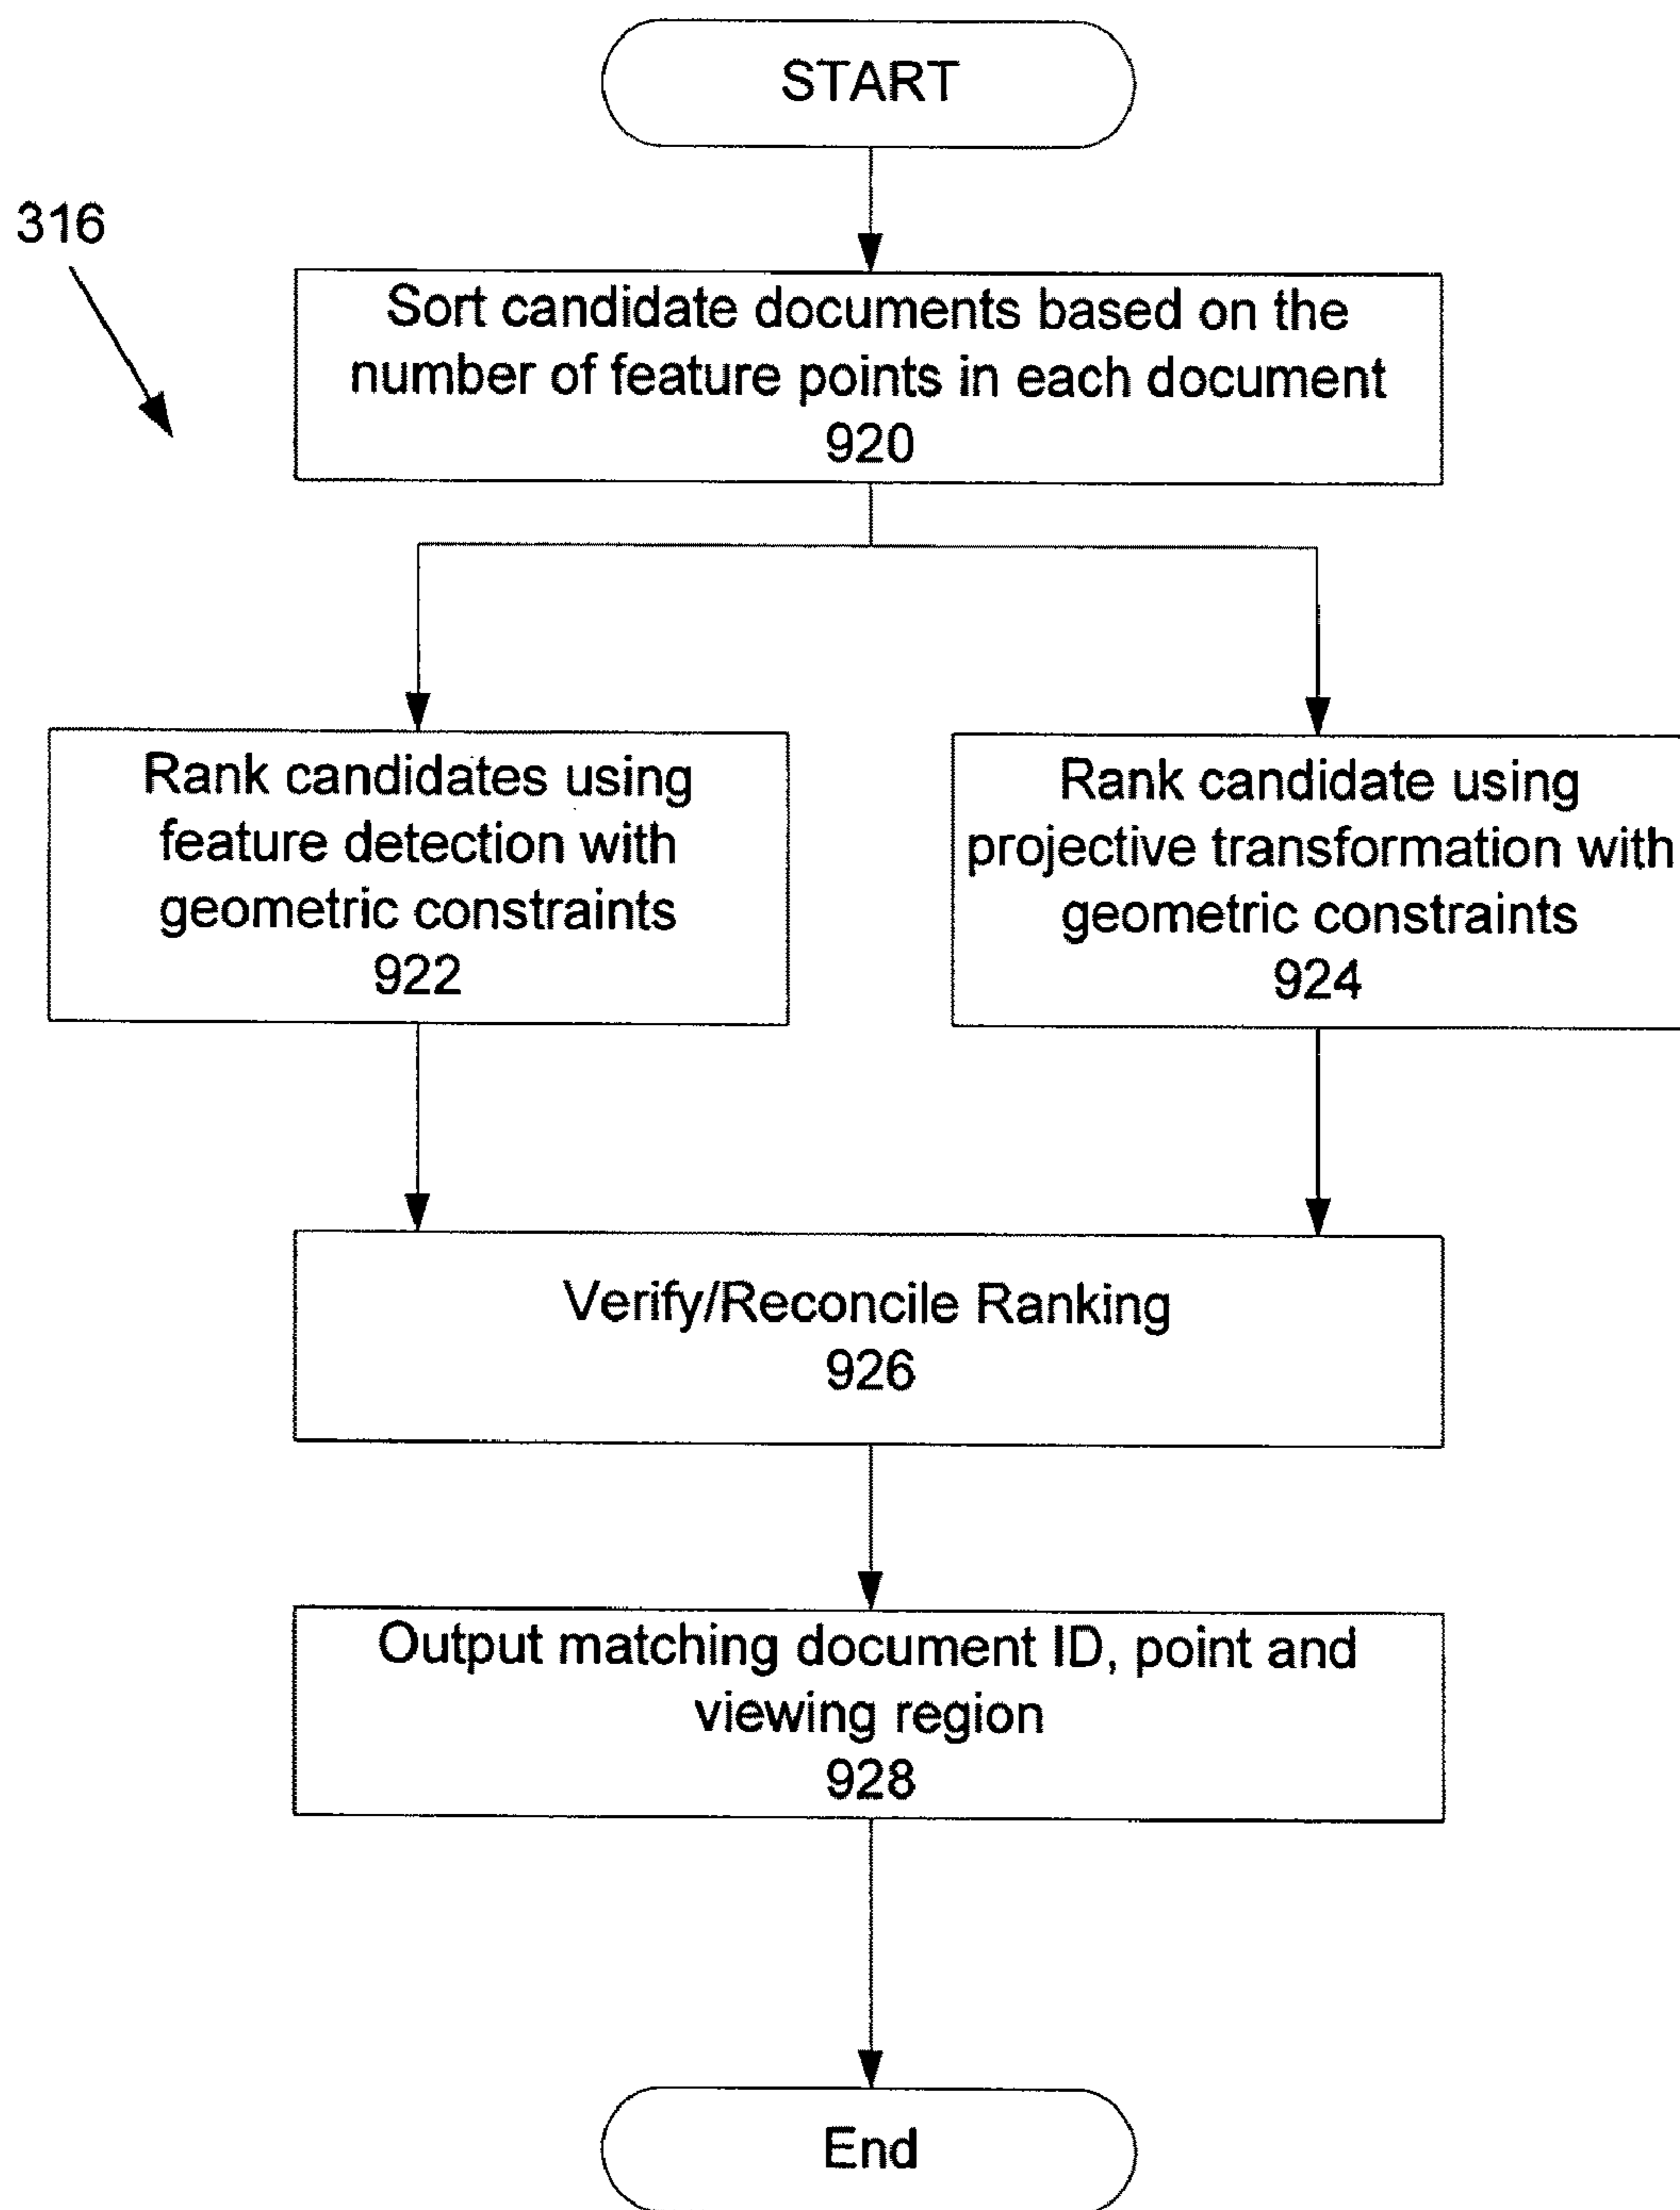 START
316
Sort candidate documents based on the
number of feature points in each document
920
Rank candidates using
feature detection with
geometric constraints
922
Rank candidate using
projective transformation with
geometric constraints
924
Verify/Reconcile Ranking
926
Output matching document ID, point and
viewing region
928
End